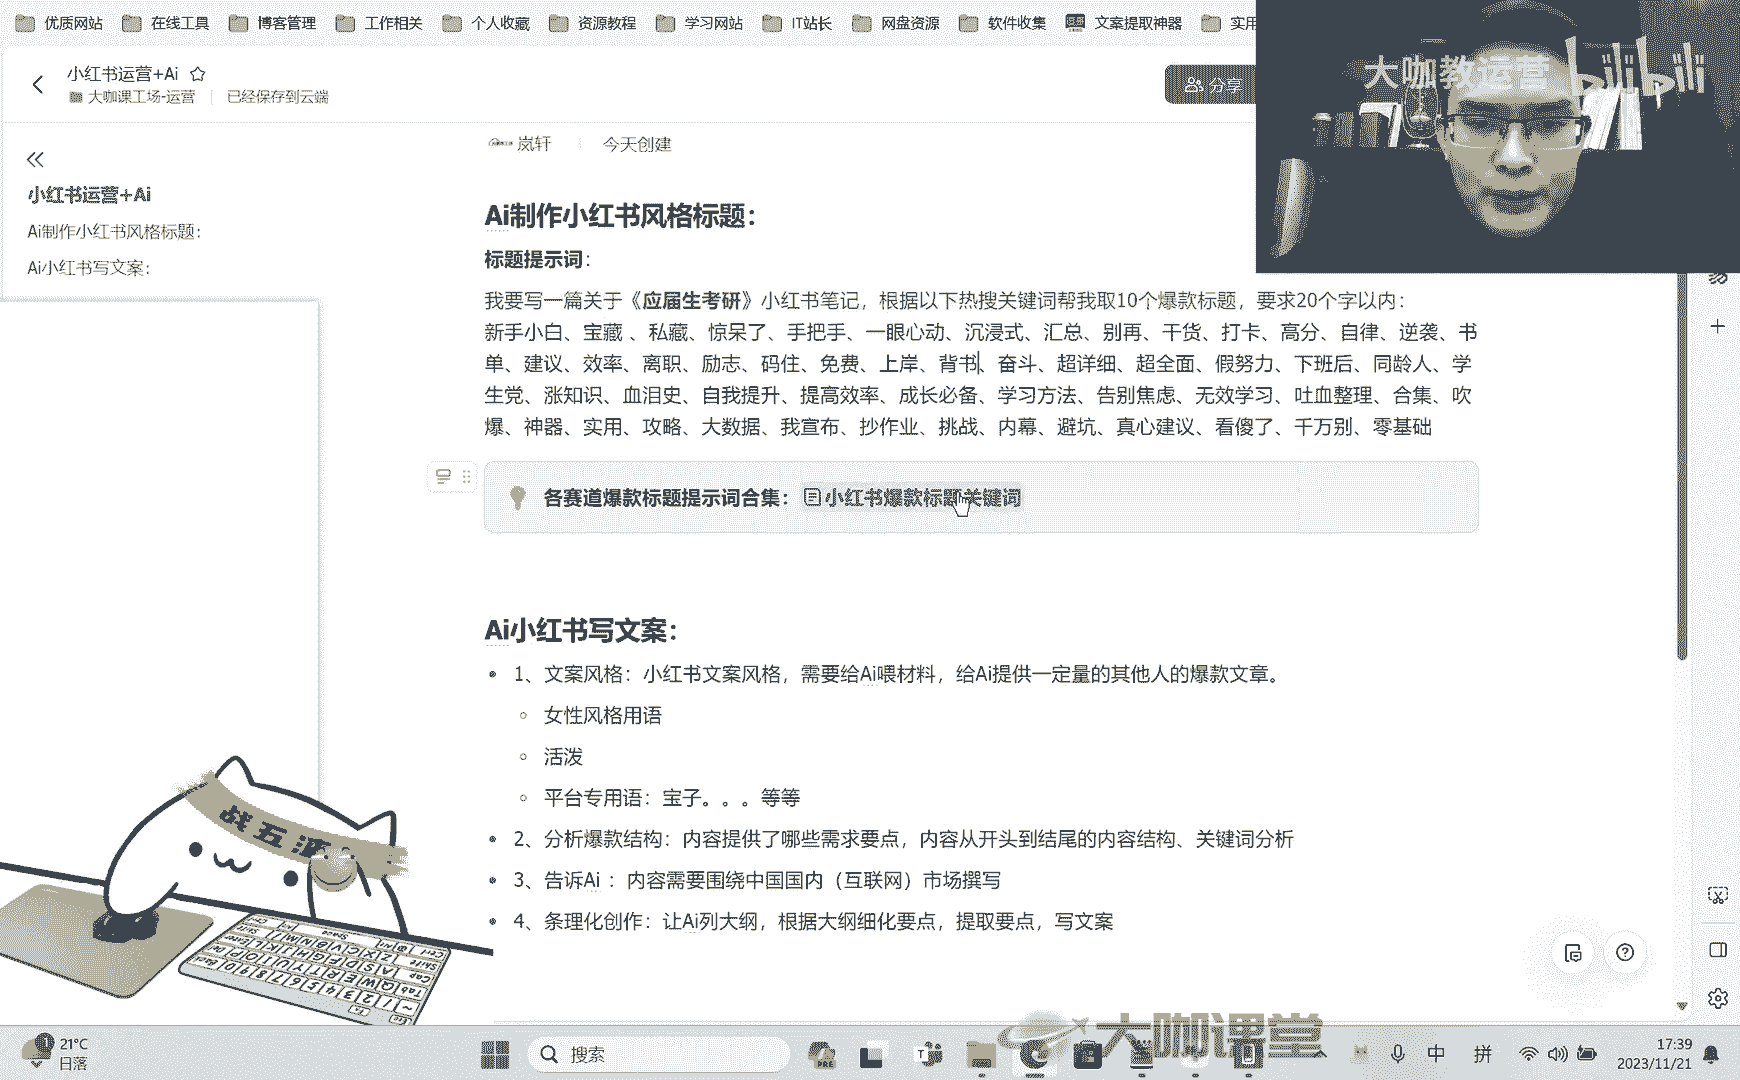 优质网站 在线工具 博客管理 工作相关 个人收藏 资源教程 学习网站 IT站长 网盘资源 软件收集 文案提取神器 实用
大咖教运营 bilibili
小红书运营+Ai
大咖课工场-运营 已经保存到云端
分享
岚轩 今天创建
小红书运营+Ai
Ai制作小红书风格标题：
Ai小红书写文案：
Ai制作小红书风格标题：
标题提示词：
我要写一篇关于《应届生考研》小红书笔记，根据以下热搜关键词帮我取10个爆款标题，要求20个字以内：
新手小白、宝藏 、私藏、惊呆了、手把手、一眼心动、沉浸式、汇总、别再、干货、打卡、高分、自律、逆袭、书
单、建议、效率、离职、励志、码住、免费、上岸、背书、奋斗、超详细、超全面、假努力、下班后、同龄人、学
生党、涨知识、血泪史、自我提升、提高效率、成长必备、学习方法、告别焦虑、无效学习、吐血整理、合集、吹
爆、神器、实用、攻略、大数据、我宣布、抄作业、挑战、内幕、避坑、真心建议、看傻了、千万别、零基础
各赛道爆款标题提示词合集： 小红书爆款标题关键词
Ai小红书写文案：
1、文案风格：小红书文案风格，需要给Ai喂材料，给Ai提供一定量的其他人的爆款文章。
女性风格用语
活泼
平台专用语：宝子。。。等等
2、分析爆款结构：内容提供了哪些需求要点，内容从开头到结尾的内容结构、关键词分析
3、告诉Ai ：内容需要围绕中国国内（互联网）市场撰写
4、条理化创作：让Ai列大纲，根据大纲细化要点，提取要点，写文案
战五渣
大咖课堂
1
21°C
日落
搜索
PRE
中 拼
17:39
2023/11/21